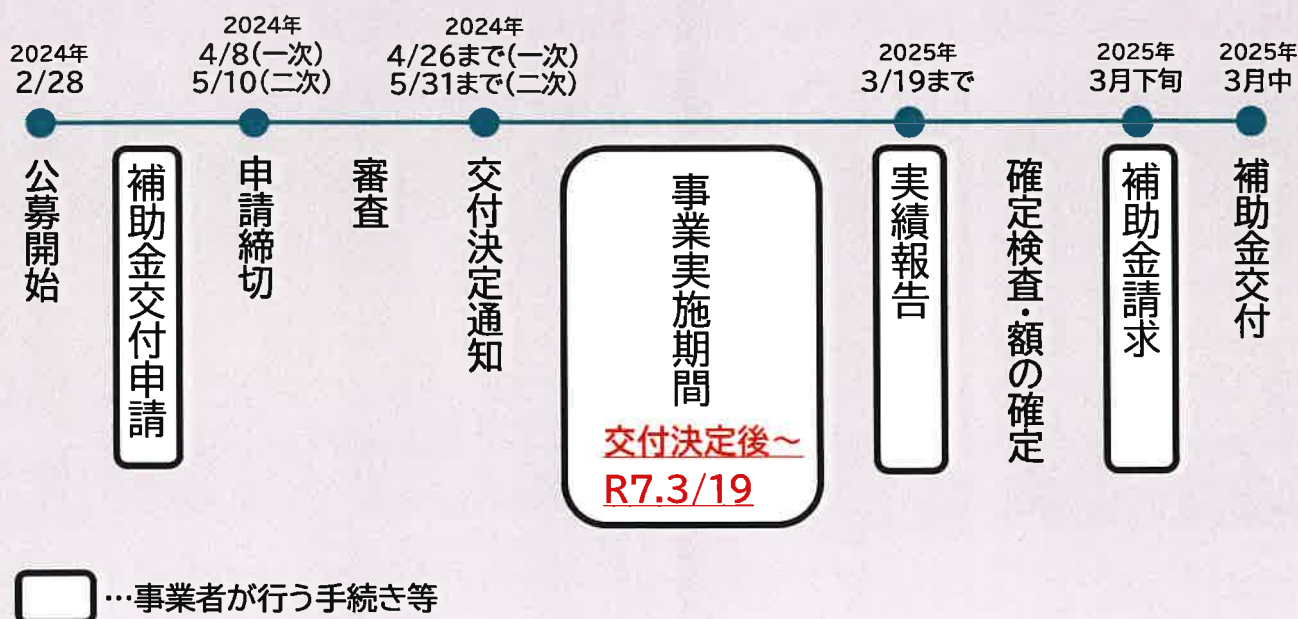 2024年
2/28
2024年
4/8(一次)
5/10(二次)
2024年
4/26まで(一次)
5/31まで(二次)
2025年
3/19まで
2025年
3月下旬
2025年
3月中
公募開始
補助金交付申請
申請締切
審査
交付決定通知
事業実施期間
交付決定後～
R7.3/19
実績報告
確定検査・額の確定
補助金請求
補助金交付
…事業者が行う手続き等